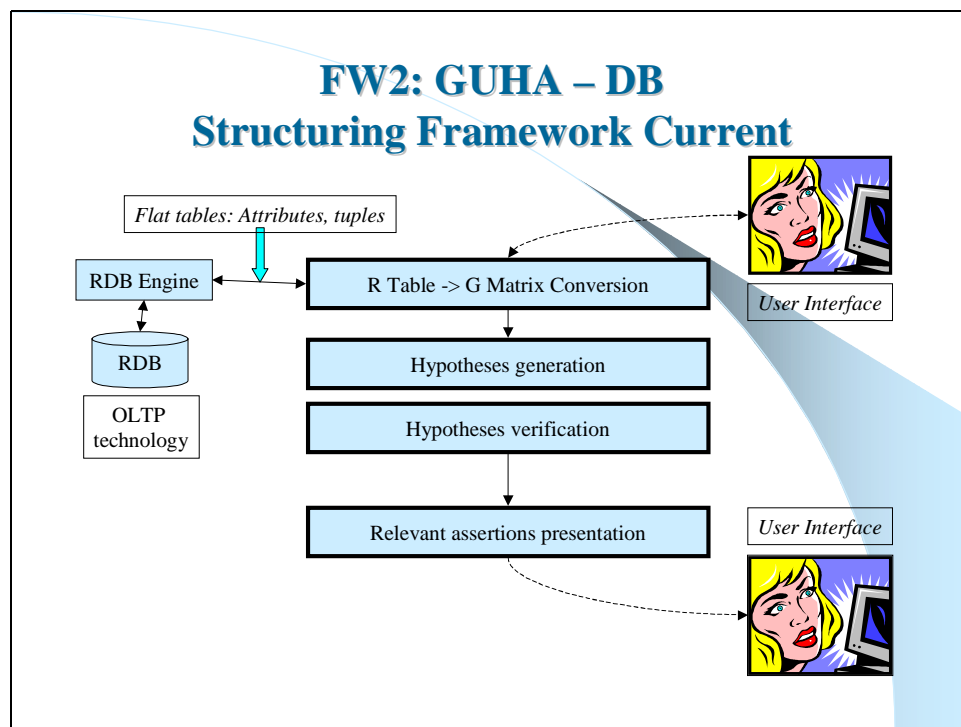 FW2: GUHA – DB
Structuring Framework Current
Flat tables: Attributes, tuples
RDB Engine
R Table -> G Matrix Conversion
User Interface
RDB
Hypotheses generation
OLTP
technology
Hypotheses verification
Relevant assertions presentation
User Interface